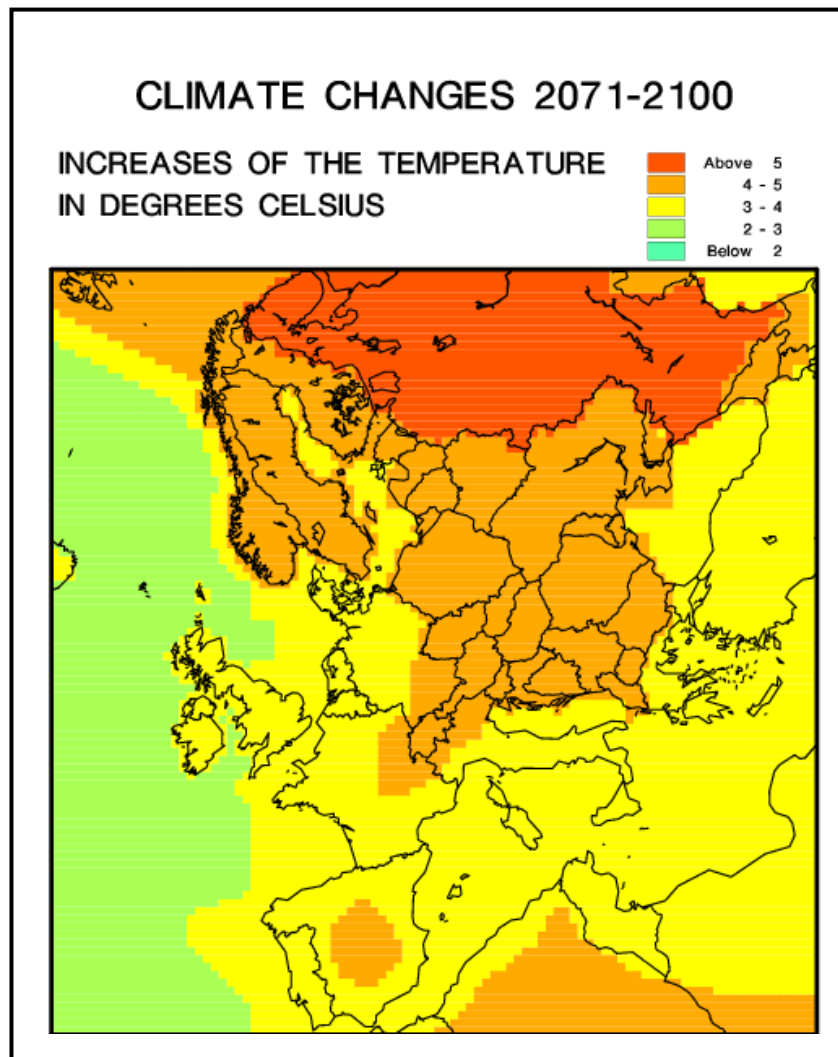 CLIMATE CHANGES 2071-2100
INCREASES OF THE TEMPERATURE
IN DEGREES CELSIUS
Above 5
4 - 5
3 - 4
2 - 3
Below 2